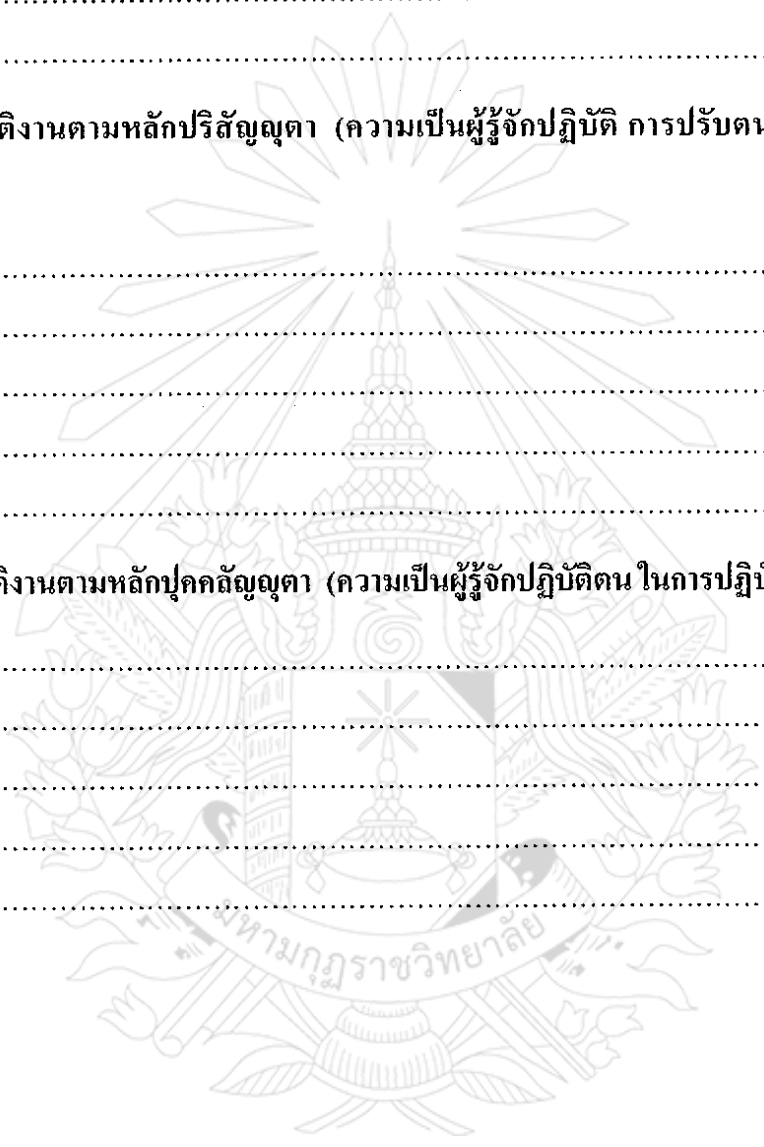 ติงานตามหลักปริสัญญุตา (ความเป็นผู้รู้จักปฏิบัติ การปรับตน
ติงานตามหลักปุคคลัญญุตา (ความเป็นผู้รู้จักปฏิบัติตน ในการปฏิบั
มหามกุฏราชวิทยาลัย